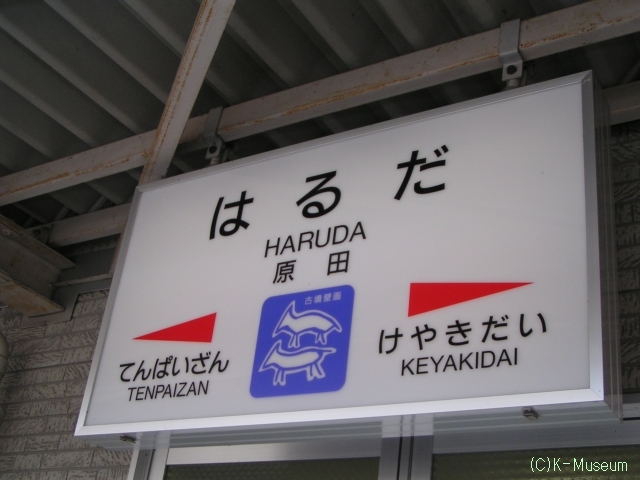 はるだ
HARUDA
原田
古墳壁画
てんぱいざん
TENPAIZAN
けやきだい
KEYAKIDAI
(C)K-Museum